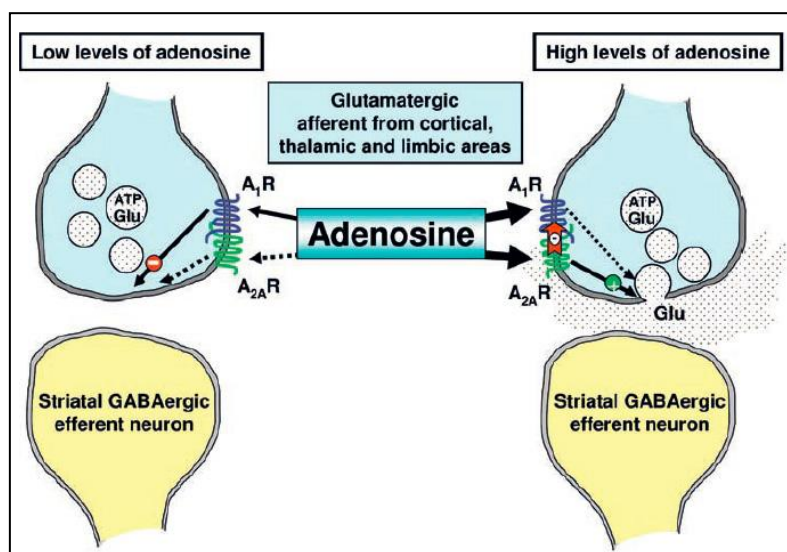 Low levels of adenosine
High levels of adenosine
Glutamatergic
afferent from cortical,
thalamic and limbic areas
A1R
A1R
ATP
Glu
ATP
Glu
Adenosine
−
-
+
A2AR
A2AR
Glu
Striatal GABAergic
efferent neuron
Striatal GABAergic
efferent neuron